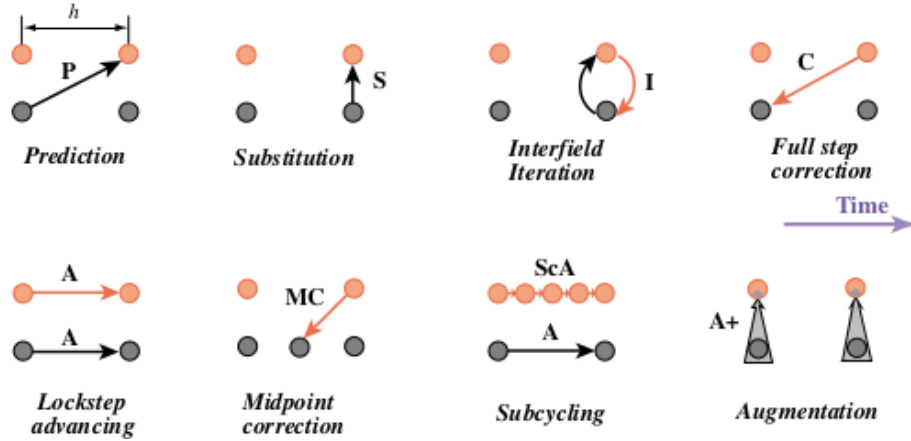 h
P
S
I
C
Prediction
Substitution
Interfield
Iteration
Full step
correction
Time
A
A
MC
ScA
A
A+
Lockstep
advancing
Midpoint
correction
Subcycling
Augmentation